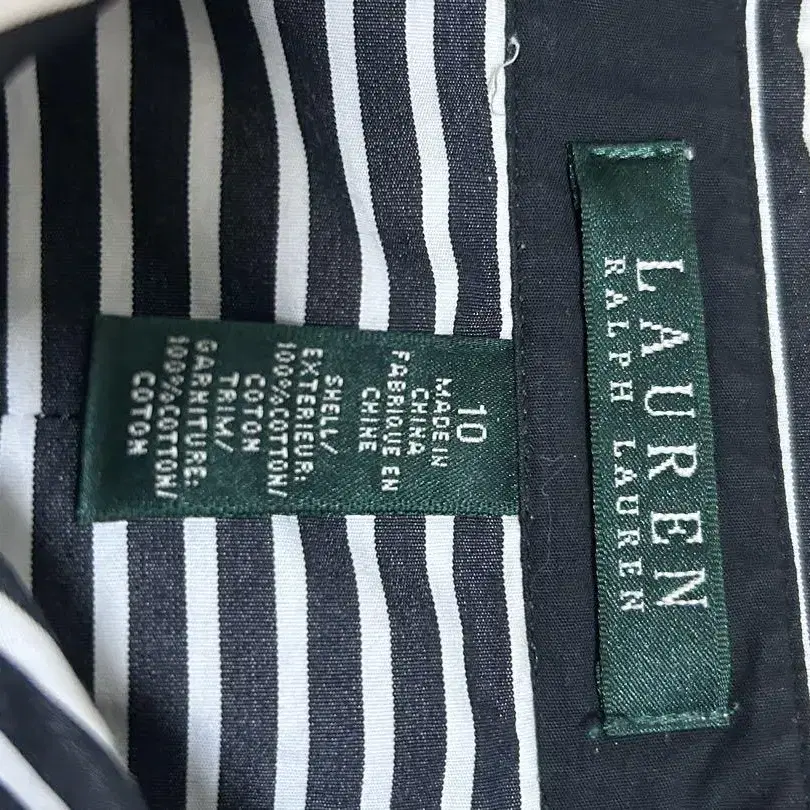 LAUREN
RALPH LAUREN
10
MADE IN
CHINA
FABRIQUE EN
CHINE
SHELL/
EXTERIEUR:
100%COTTON/
COTON
TRIM/
GARNITURE:
100%COTTON/
COTON